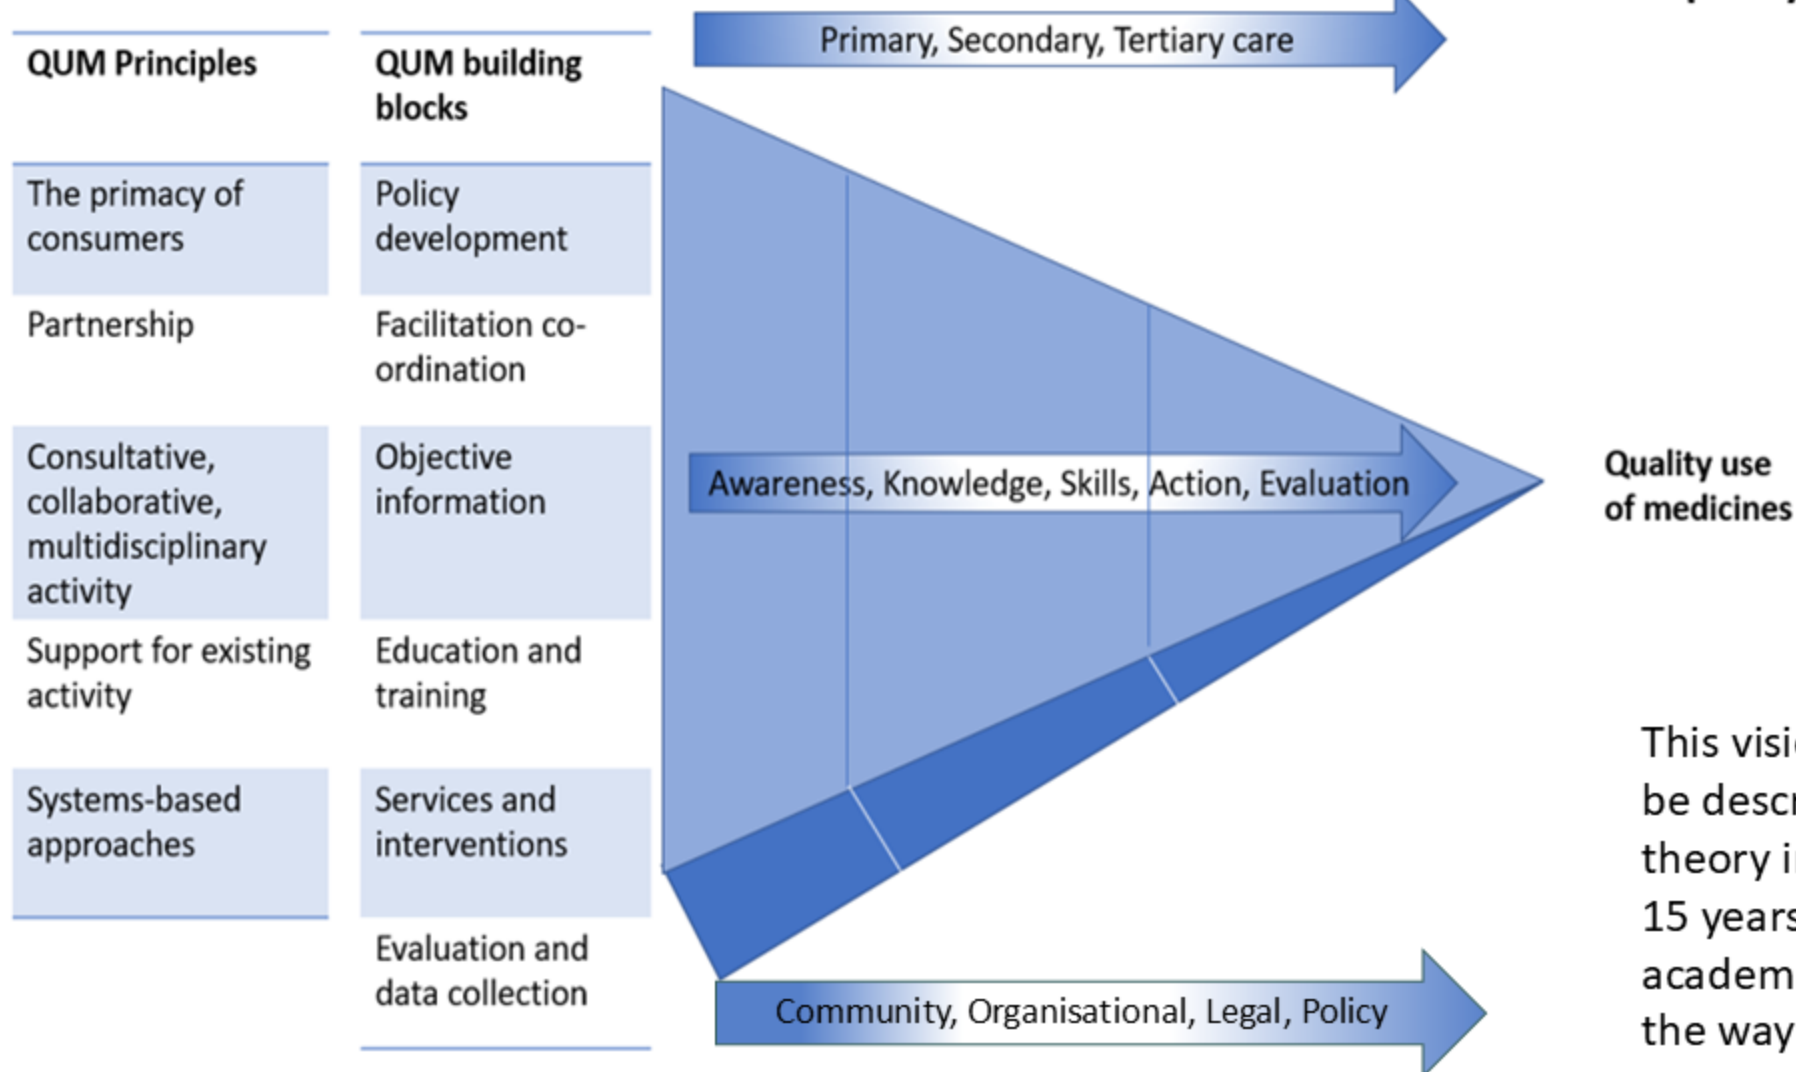 Primary, Secondary, Tertiary care
QUM Principles
The primacy of
consumers
Partnership
Consultative,
collaborative,
multidisciplinary
activity
Support for existing
activity
Systems-based
approaches
QUM building
blocks
Policy
development
Facilitation co-
ordination
Objective
information
Education and
training
Services and
interventions
Evaluation and
data collection
Awareness, Knowledge, Skills, Action, Evaluation
Community, Organisational, Legal, Policy
Quality use
of medicines
This
be
theory
15 years
the way